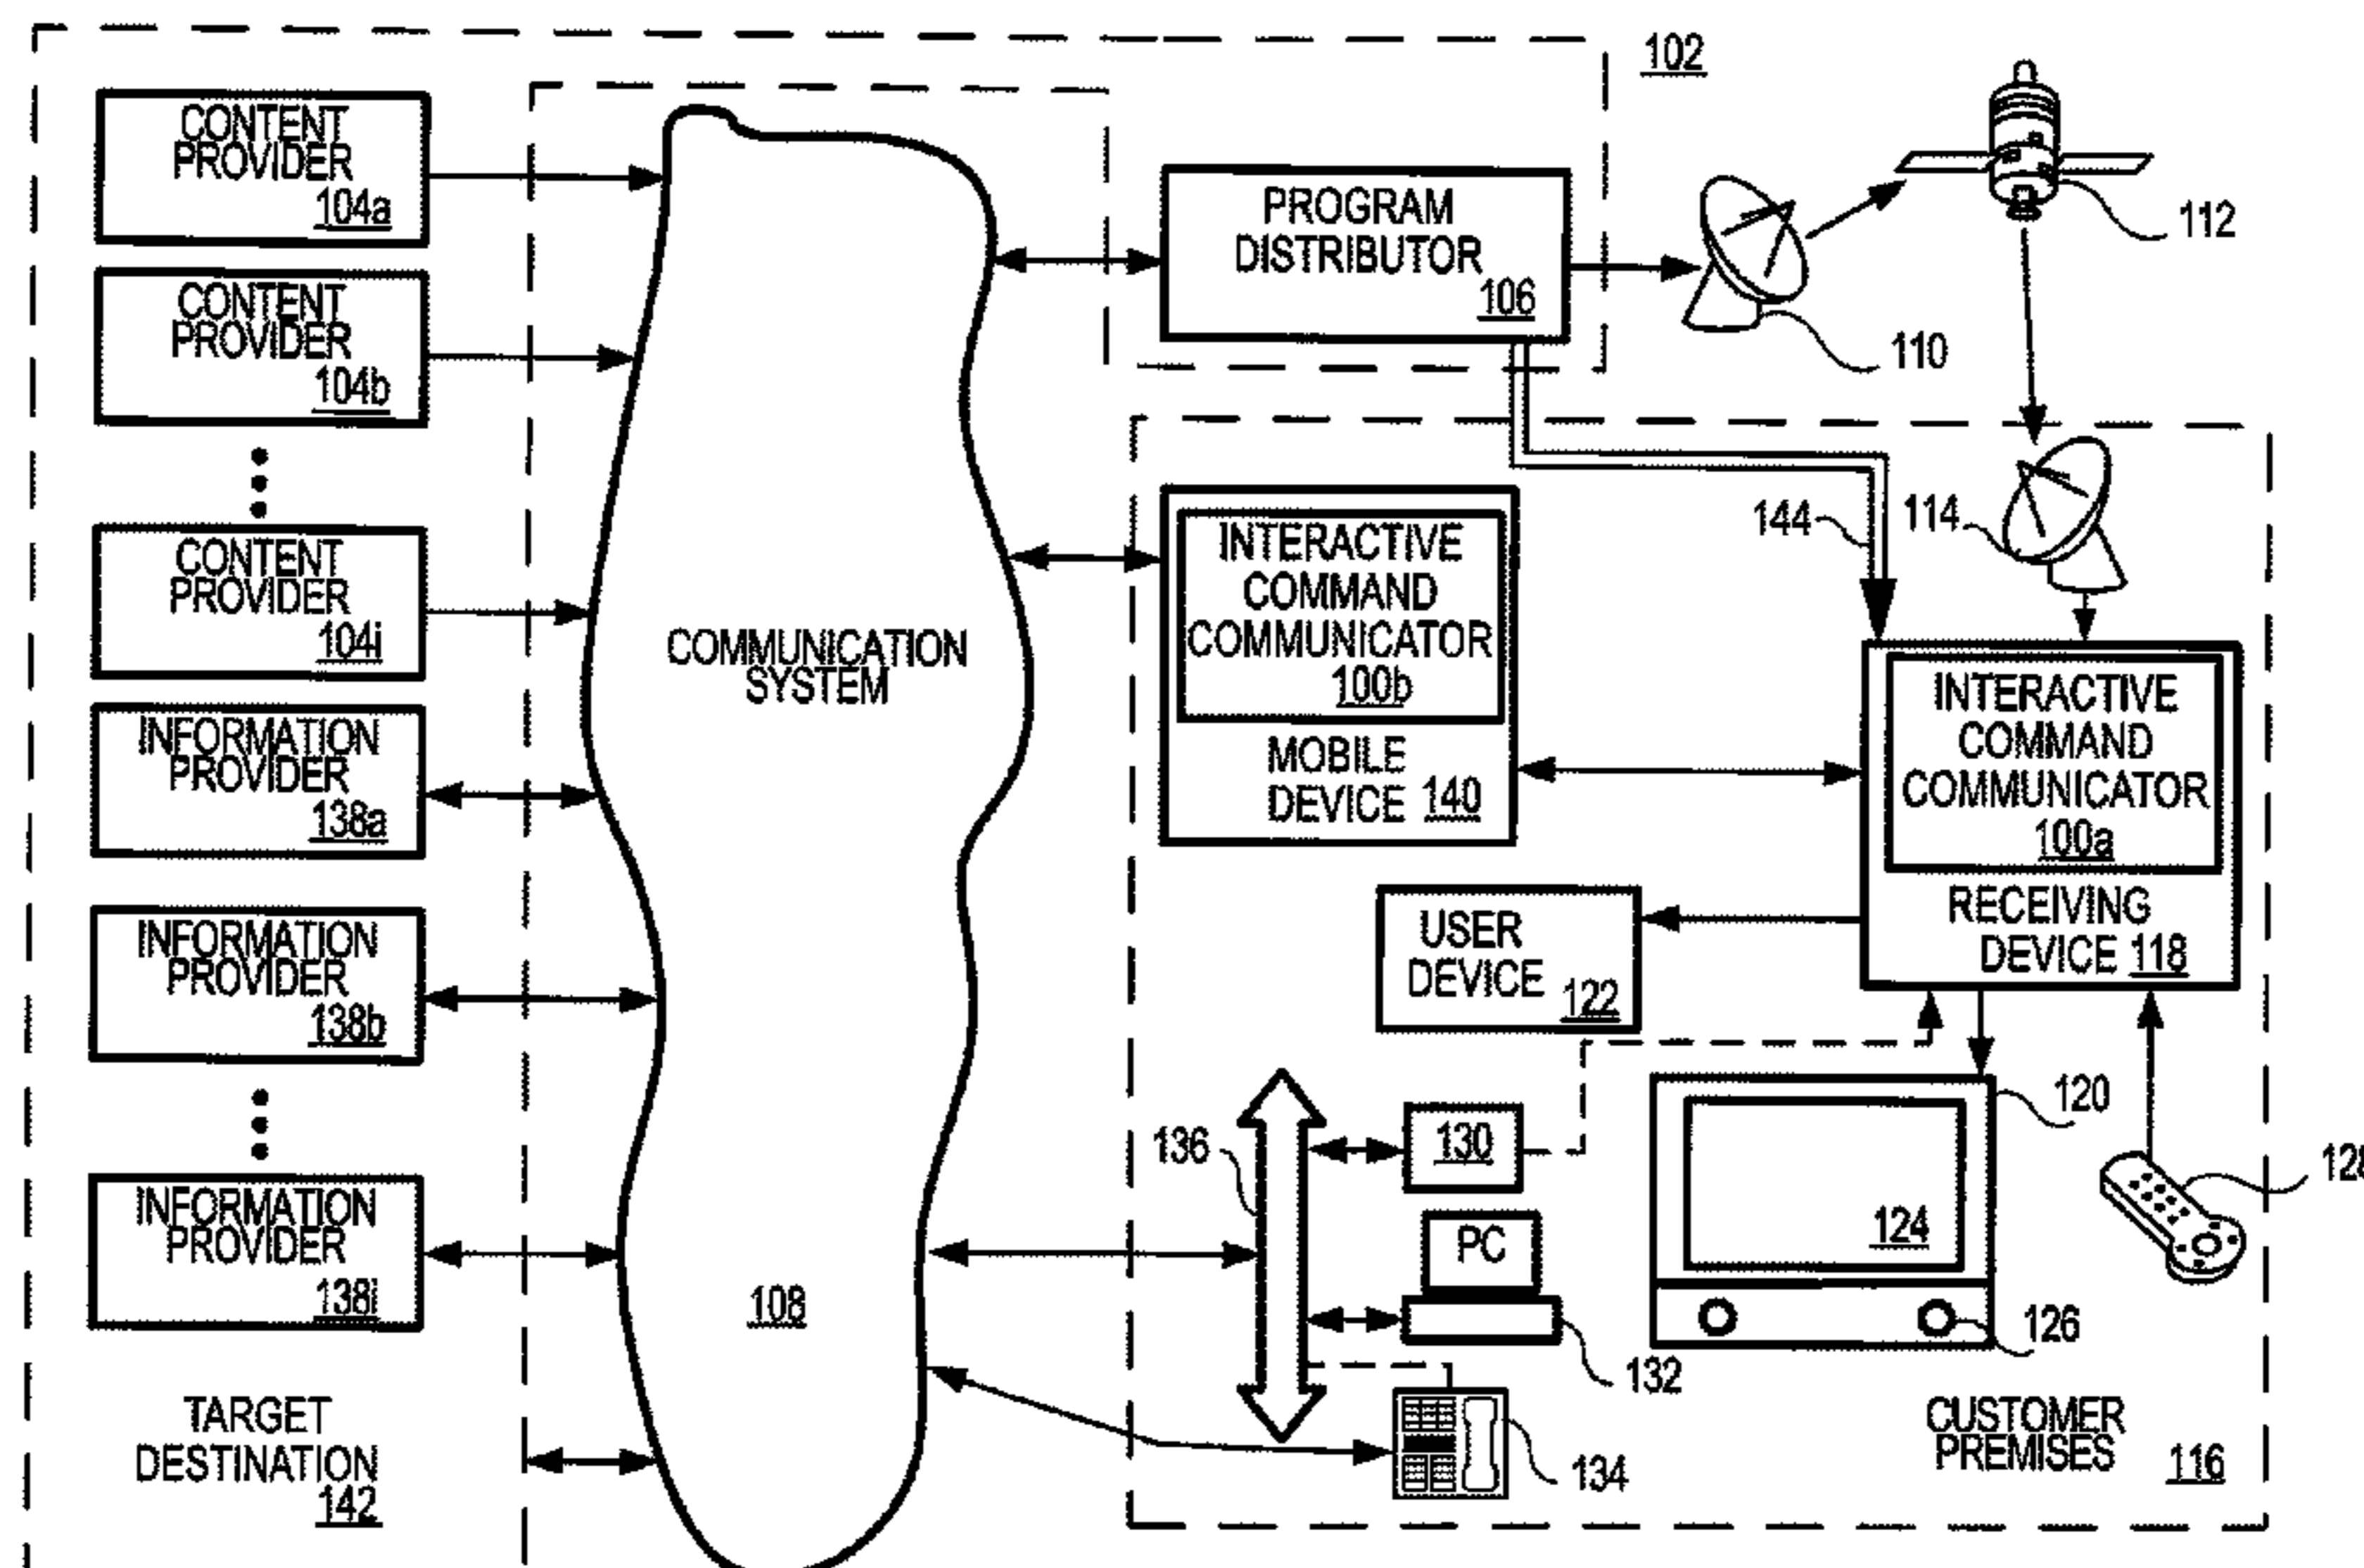 102
CONTENT
PROVIDER
104a
CONTENT
PROVIDER
104b
CONTENT
PROVIDER
104i
INFORMATION
PROVIDER
138a
INFORMATION
PROVIDER
138b
INFORMATION
PROVIDER
138i
TARGET
DESTINATION
142
COMMUNICATION
SYSTEM
108
PROGRAM
DISTRIBUTOR
106
110
112
114
144
INTERACTIVE
COMMAND
COMMUNICATOR
100b
MOBILE
DEVICE 140
INTERACTIVE
COMMAND
COMMUNICATOR
100a
RECEIVING
DEVICE 118
USER
DEVICE 122
136
130
PC
132
134
120
124
126
128
CUSTOMER
PREMISES
116